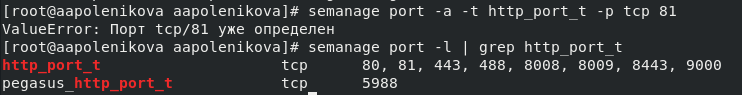 [root@aapolenikova aapolenikova]# semanage port -a -t http_port_t -p tcp 81
ValueError: Порт tcp/81 уже определен
[root@aapolenikova aapolenikova]# semanage port -l | grep http_port_t
http_port_t                    tcp      80, 81, 443, 488, 8008, 8009, 8443, 9000
pegasus_http_port_t            tcp      5988